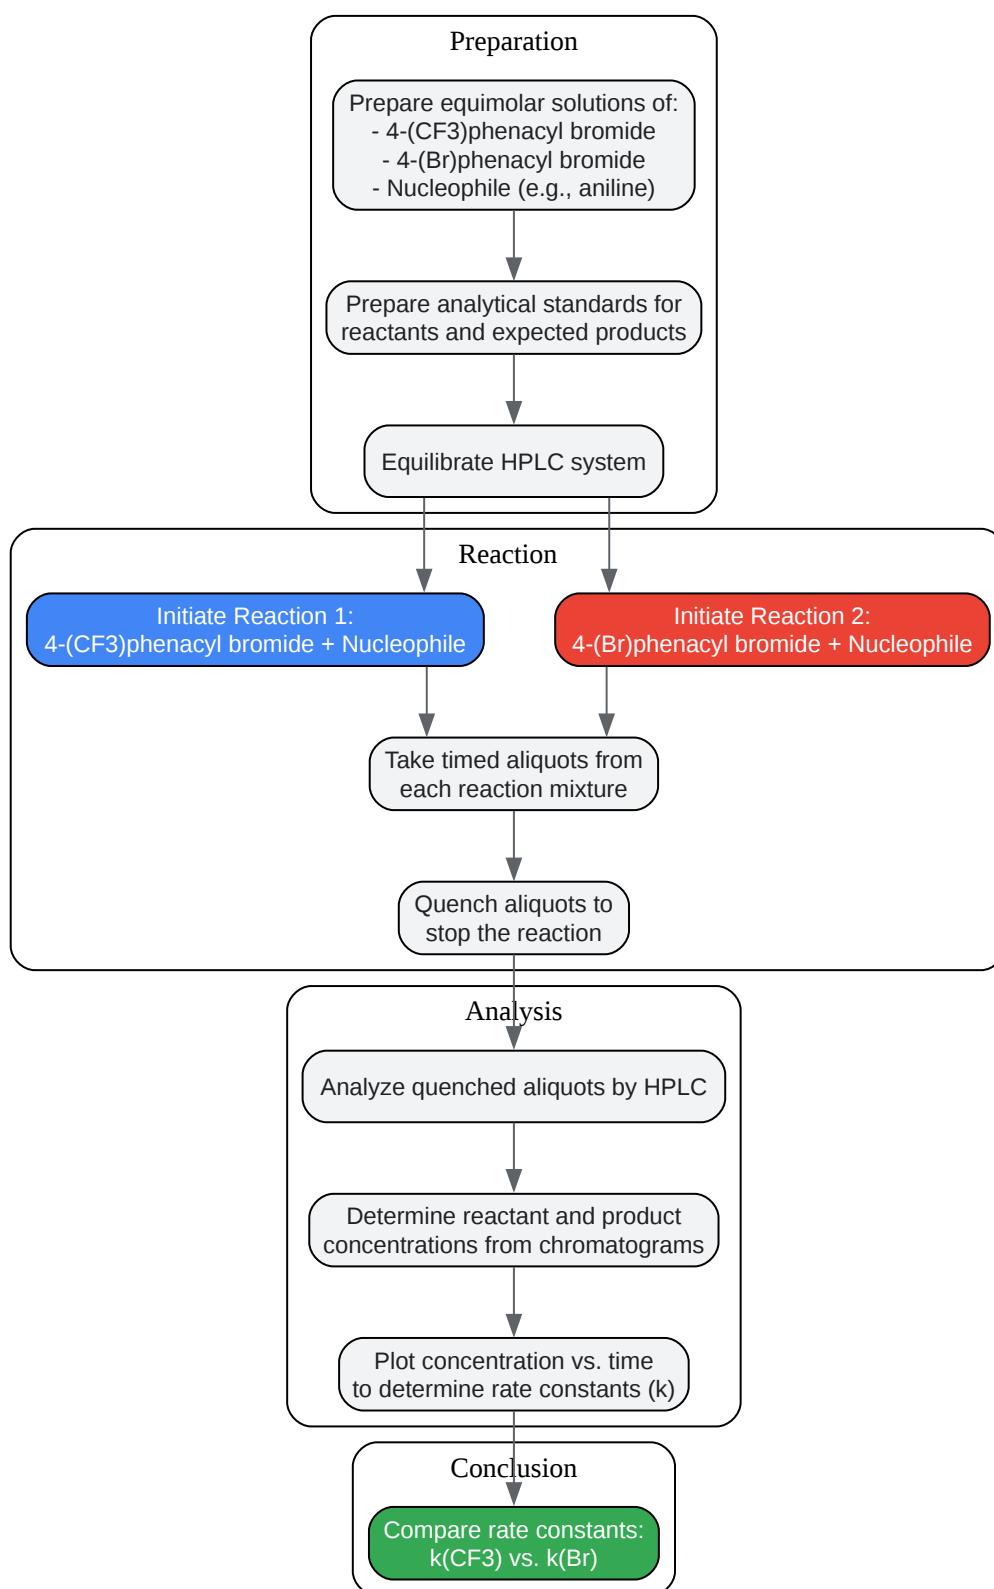 Preparation
Prepare equimolar solutions of:
- 4-(CF3)phenacyl bromide
- 4-(Br)phenacyl bromide
- Nucleophile (e.g., aniline)
Prepare analytical standards for
reactants and expected products
Equilibrate HPLC system
Reaction
Initiate Reaction 1:
4-(CF3)phenacyl bromide + Nucleophile
Initiate Reaction 2:
4-(Br)phenacyl bromide + Nucleophile
Take timed aliquots from
each reaction mixture
Quench aliquots to
stop the reaction
Analysis
Analyze quenched aliquots by HPLC
Determine reactant and product
concentrations from chromatograms
Plot concentration vs. time
to determine rate constants (k)
Conclusion
Compare rate constants:
k(CF3) vs. k(Br)